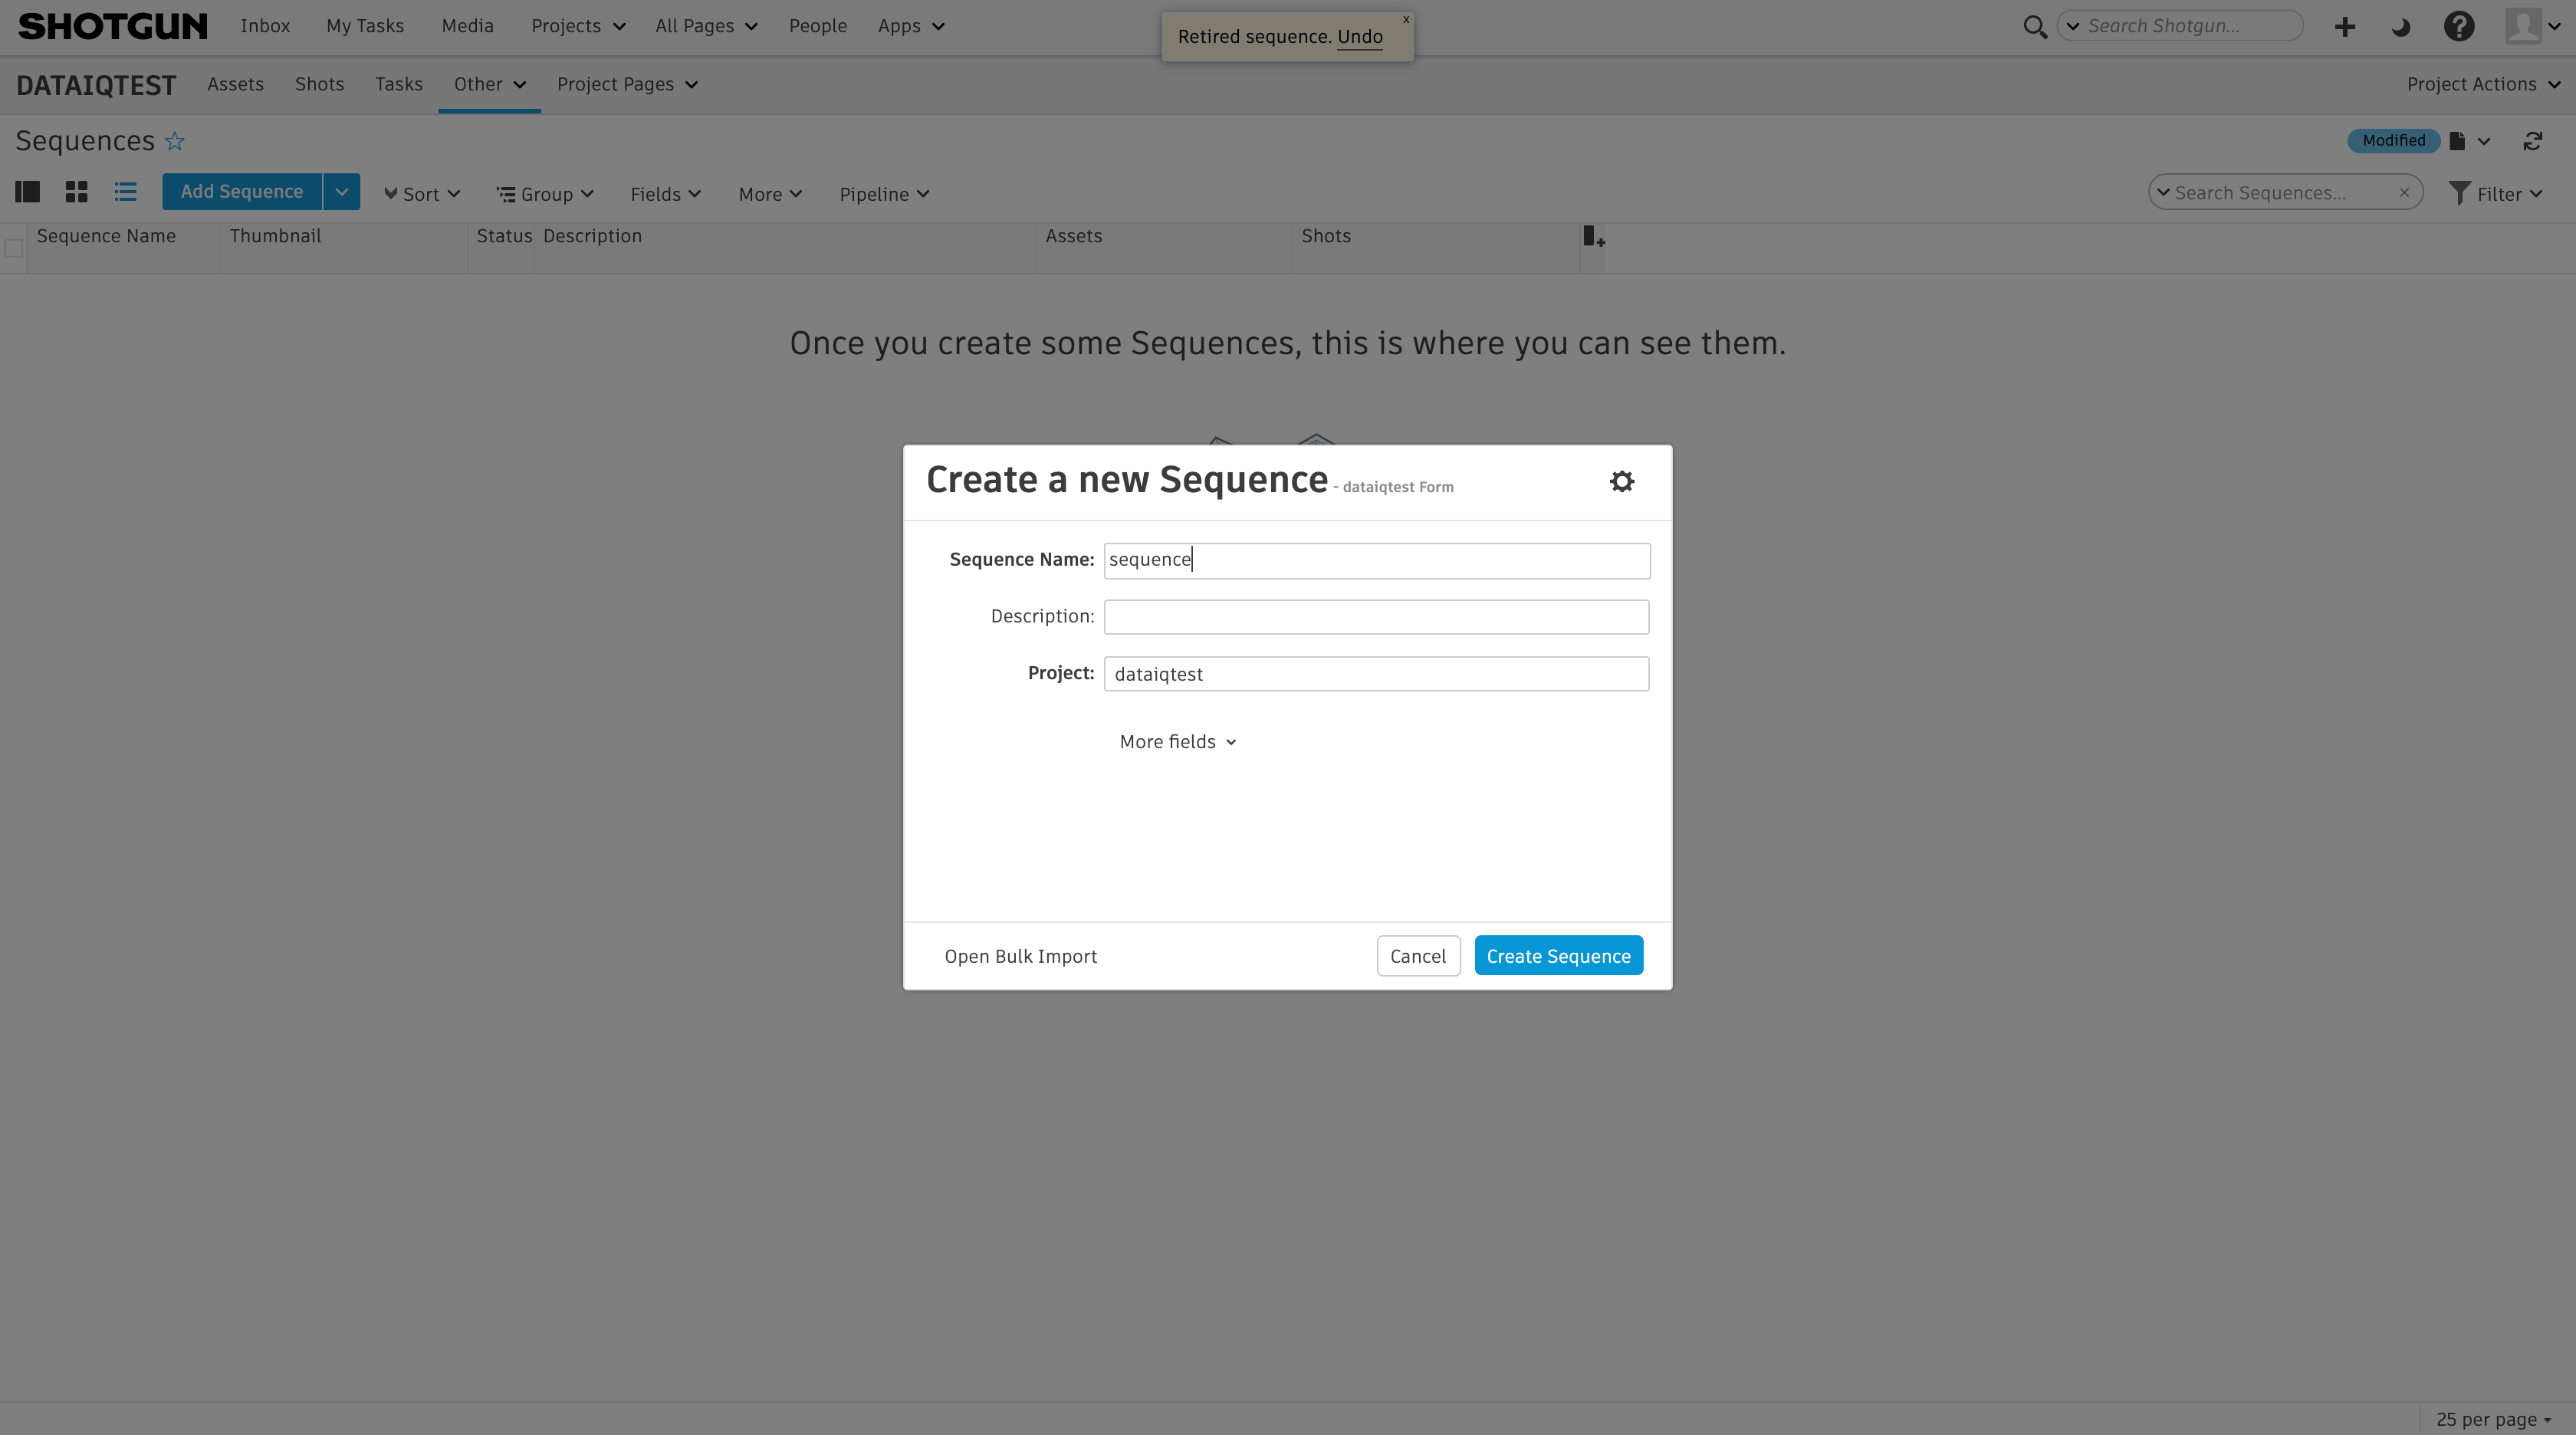 SHOTGUN Inbox My Tasks Media Projects All Pages People Apps Search Shotgun...
Retired sequence. Undo x
DATAIQTEST Assets Shots Tasks Other Project Pages Project Actions
Sequences Modified
Add Sequence Sort Group Fields More Pipeline Search Sequences... Filter
Sequence Name Thumbnail Status Description Assets Shots
Once you create some Sequences, this is where you can see them.
Create a new Sequence - dataiqtest Form
Sequence Name: sequence
Description:
Project: dataiqtest
More fields
Open Bulk Import Cancel Create Sequence
25 per page